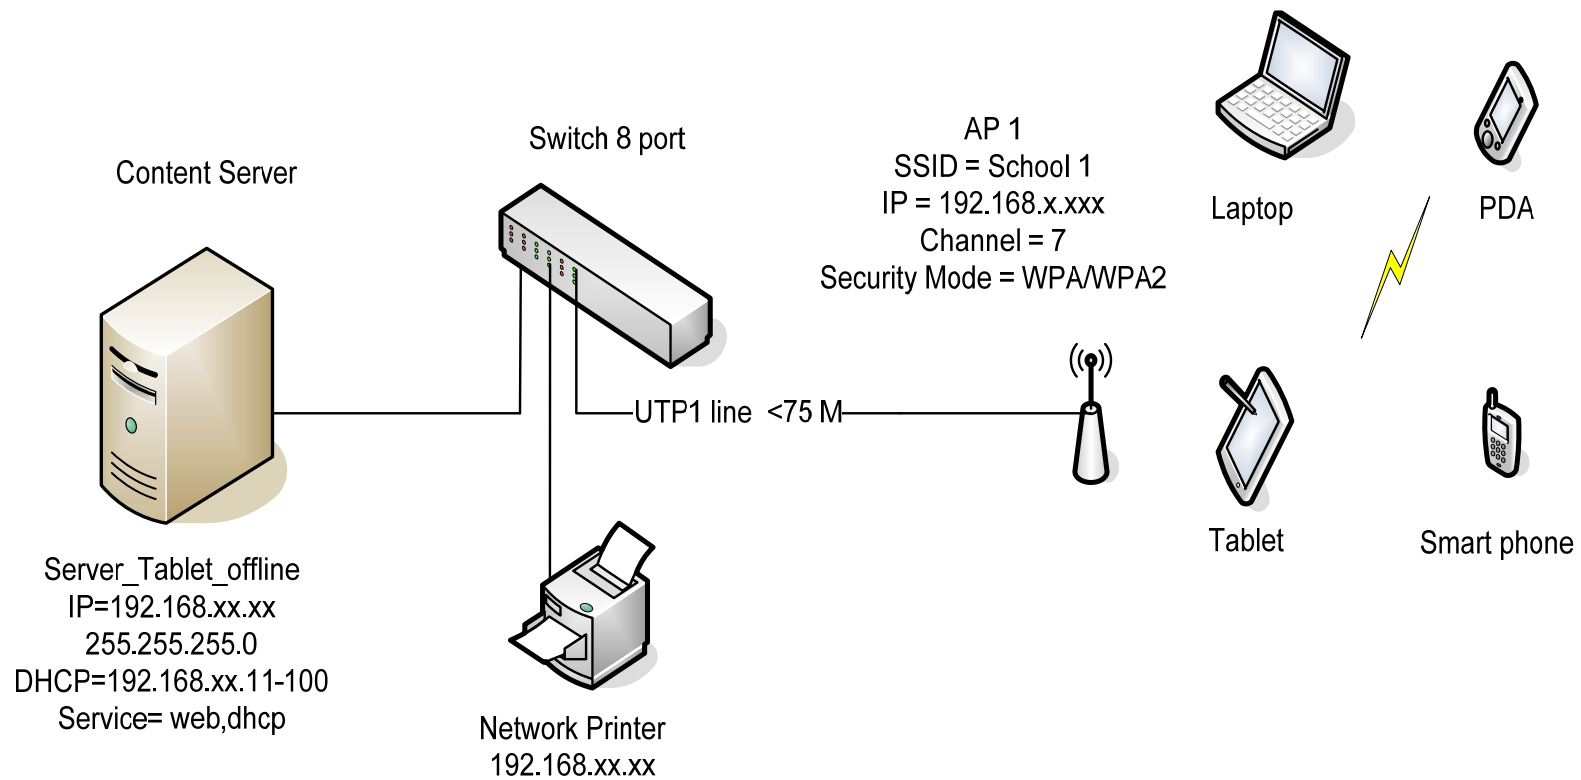 Content Server
Switch 8 port
AP 1
SSID = School 1
IP = 192.168.x.xxx
Channel = 7
Security Mode = WPA/WPA2
Laptop
PDA
UTP1 line  <75 M
Tablet
Smart phone
Server_Tablet_offline
IP=192.168.xx.xx
255.255.255.0
DHCP=192.168.xx.11-100
Service= web,dhcp
Network Printer
192.168.xx.xx